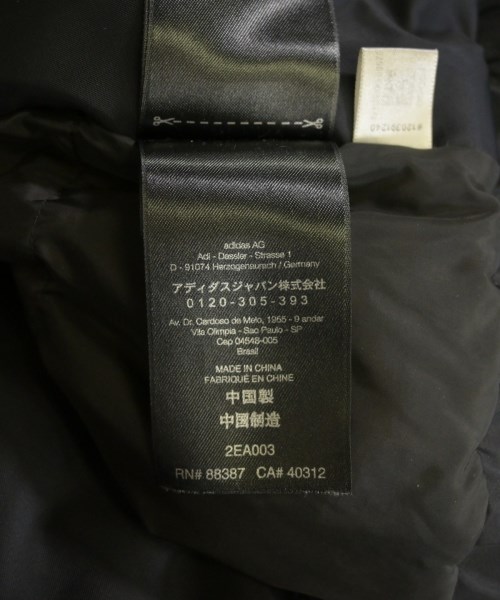 adidas AG
Adi - Dassler - Strasse 1
D - 91074 Herzogenaurach / Germany
アディダスジャパン株式会社
0120-305-393
Av. Dr. Cardoso de Melo, 1955 - 9 andar
Vila Olimpia - Sao Paulo - SP
Cep 04548-005
Brasil
MADE IN CHINA
FABRIQUÉ EN CHINE
中国製
中国制造
2EA003
RN# 88387 CA# 40312